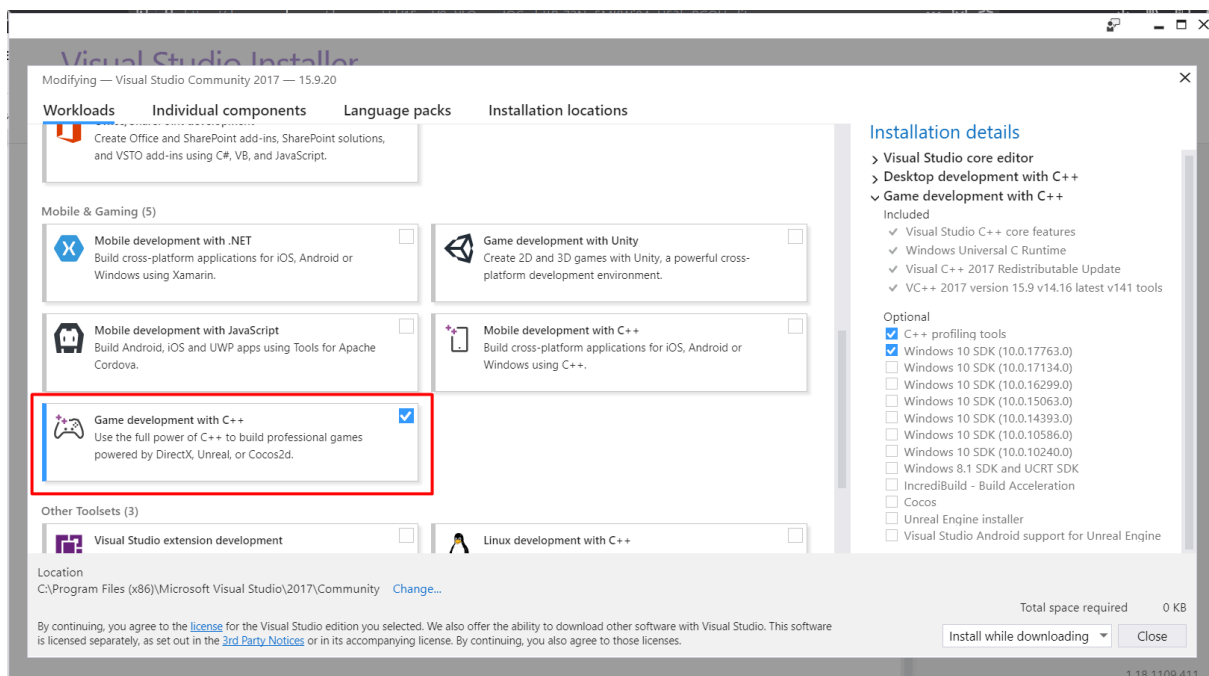 Visual Studio Installer
Modifying — Visual Studio Community 2017 — 15.9.20
Workloads Individual components Language packs Installation locations
Create Office and SharePoint add-ins, SharePoint solutions,
and VSTO add-ins using C#, VB, and JavaScript.
Mobile & Gaming (5)
Mobile development with .NET
Build cross-platform applications for iOS, Android or
Windows using Xamarin.
Game development with Unity
Create 2D and 3D games with Unity, a powerful cross-
platform development environment.
Mobile development with JavaScript
Build Android, iOS and UWP apps using Tools for Apache
Cordova.
Mobile development with C++
Build cross-platform applications for iOS, Android or
Windows using C++.
Game development with C++
Use the full power of C++ to build professional games
powered by DirectX, Unreal, or Cocos2d.
Other Toolsets (3)
Visual Studio extension development
Linux development with C++
Installation details
Visual Studio core editor
Desktop development with C++
Game development with C++
Included
Visual Studio C++ core features
Windows Universal C Runtime
Visual C++ 2017 Redistributable Update
VC++ 2017 version 15.9 v14.16 latest v141 tools
Optional
C++ profiling tools
Windows 10 SDK (10.0.17763.0)
Windows 10 SDK (10.0.17134.0)
Windows 10 SDK (10.0.16299.0)
Windows 10 SDK (10.0.15063.0)
Windows 10 SDK (10.0.14393.0)
Windows 10 SDK (10.0.10586.0)
Windows 10 SDK (10.0.10240.0)
Windows 8.1 SDK and UCRT SDK
IncrediBuild - Build Acceleration
Cocos
Unreal Engine installer
Visual Studio Android support for Unreal Engine
Location
C:\Program Files (x86)\Microsoft Visual Studio\2017\Community Change...
Total space required 0 KB
By continuing, you agree to the license for the Visual Studio edition you selected. We also offer the ability to download other software with Visual Studio. This software
is licensed separately, as set out in the 3rd Party Notices or in its accompanying license. By continuing, you also agree to those licenses.
Install while downloading Close
1.18.1109.411